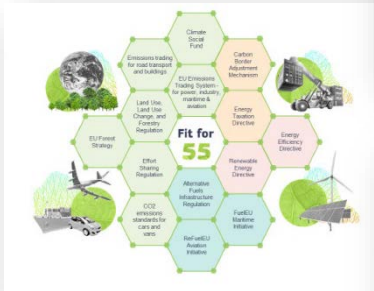 Climate
Social
Fund
Emissions trading
for road transport
and buildings
Carbon
Border
Adjustment
Mechanism
EU Emissions
Trading System -
for power, industry,
maritime &
aviation
Land Use,
Land Use
Change, and
Forestry
Regulation
Energy
Taxation
Directive
EU Forest
Strategy
Fit for
55
Energy
Efficiency
Directive
Effort
Sharing
Regulation
Renewable
Energy
Directive
Alternative
Fuels
Infrastructure
Regulation
CO2
emissions
standards for
cars and
vans
FuelEU
Maritime
Initiative
ReFuelEU
Aviation
Initiative